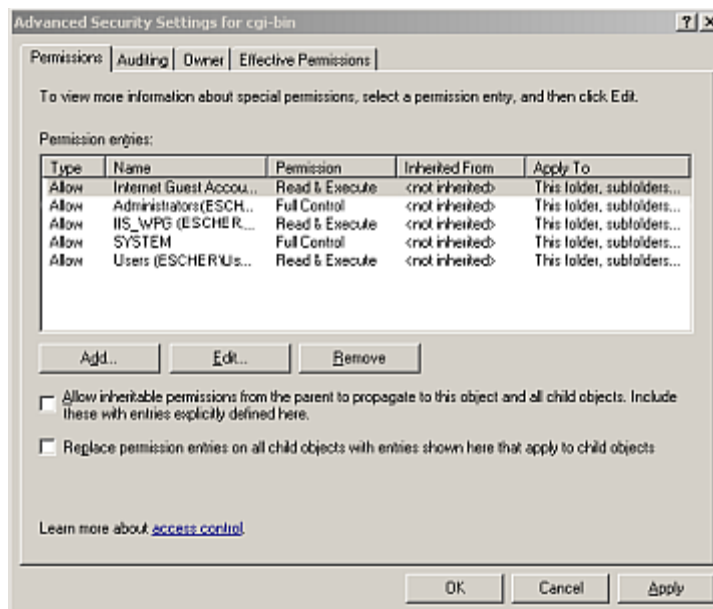 Advanced Security Settings for cgi-bin
Permissions Auditing Owner Effective Permissions
To view more information about special permissions, select a permission entry, and then click Edit.
Permission entries:
Type Name Permission Inherited From Apply To
Allow Internet Guest Accou... Read & Execute <not inherited> This folder, subfolders...
Allow Administrators (ESCH... Full Control <not inherited> This folder, subfolders...
Allow IIS_WPG (ESCHER... Read & Execute <not inherited> This folder, subfolders...
Allow SYSTEM Full Control <not inherited> This folder, subfolders...
Allow Users (ESCHER\Us... Read & Execute <not inherited> This folder, subfolders...
Add... Edit... Remove
Allow inheritable permissions from the parent to propagate to this object and all child objects. Include
these with entries explicitly defined here.
Replace permission entries on all child objects with entries shown here that apply to child objects
Learn more about access control.
OK Cancel Apply